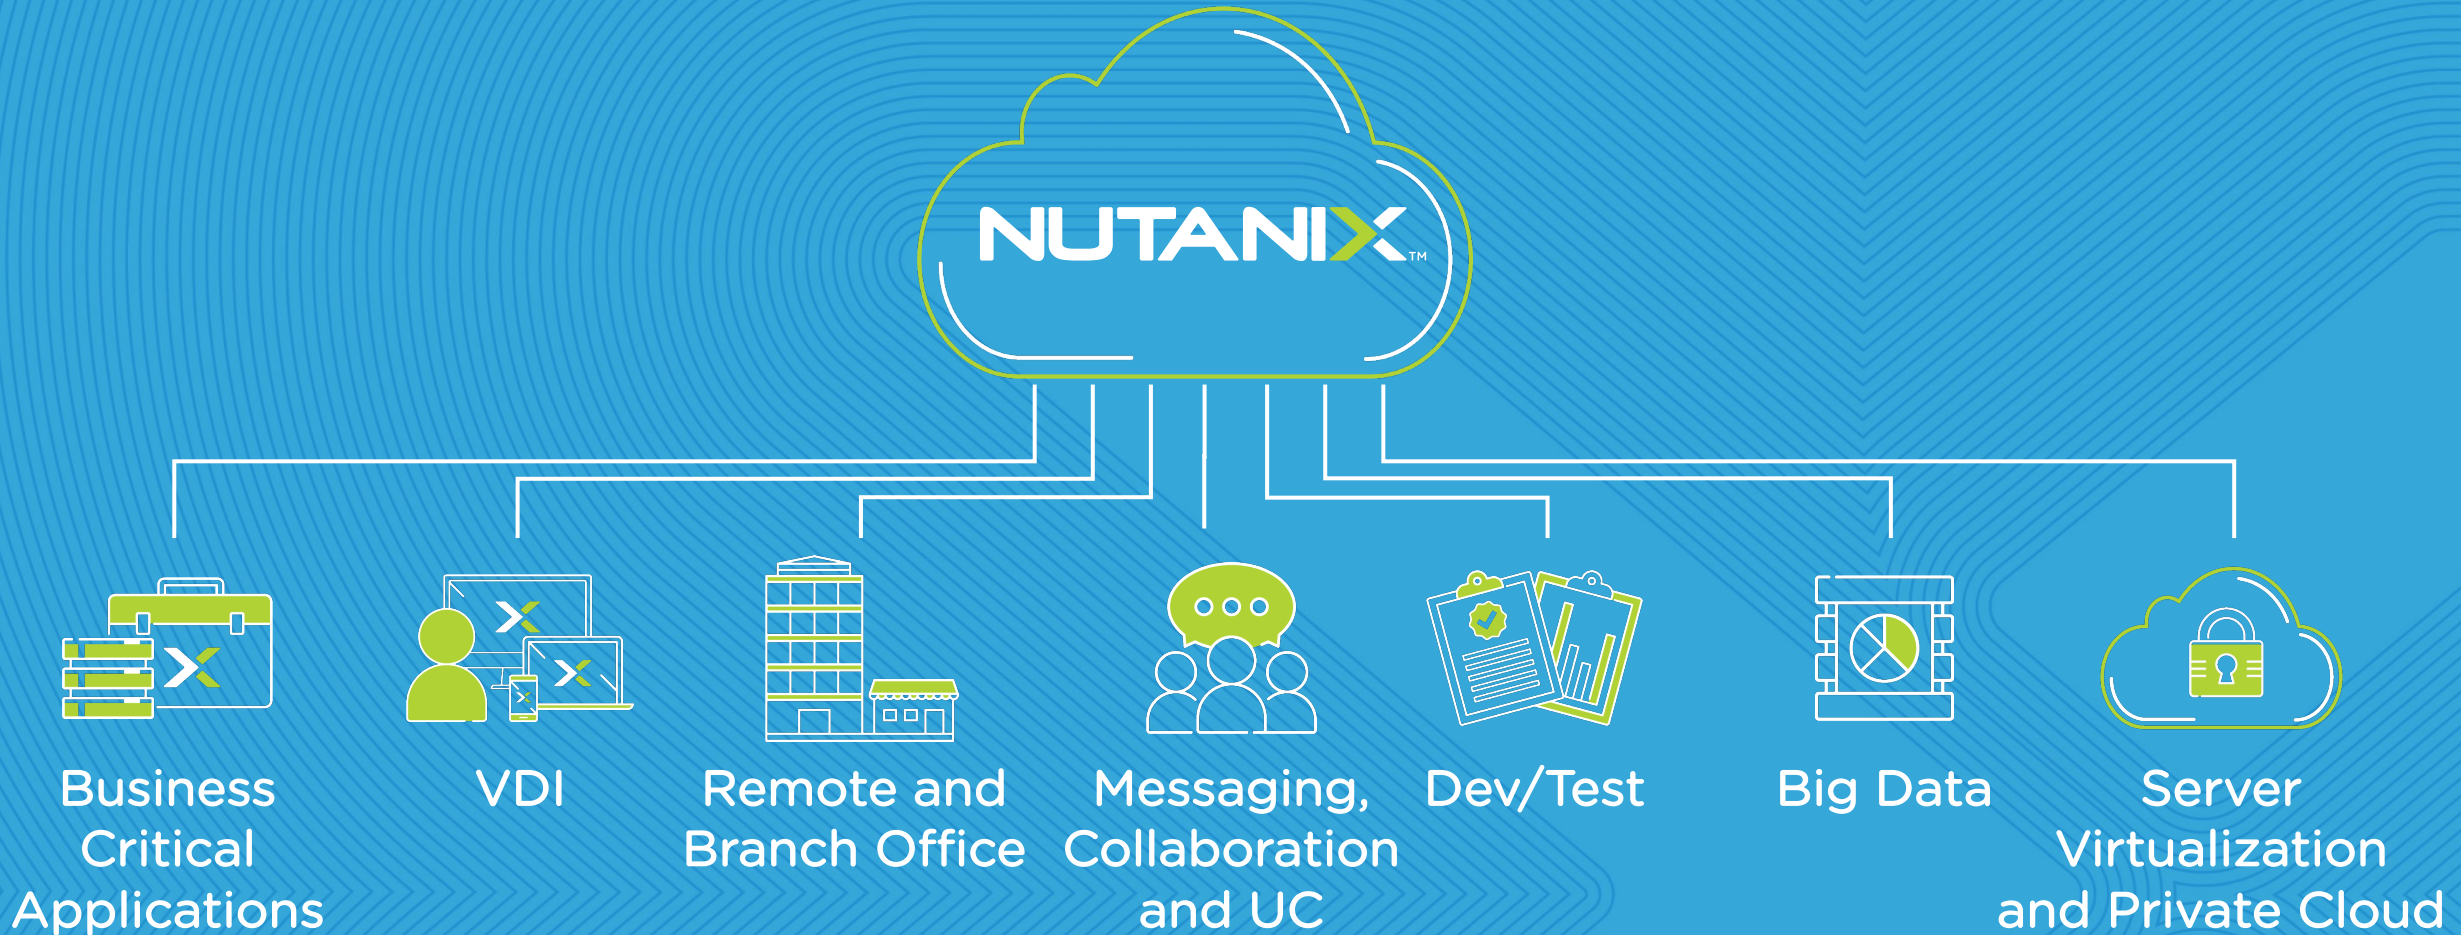 NUTANIX™
Business
Critical
Applications
VDI
Remote and
Branch Office
Messaging,
Collaboration
and UC
Dev/Test
Big Data
Server
Virtualization
and Private Cloud